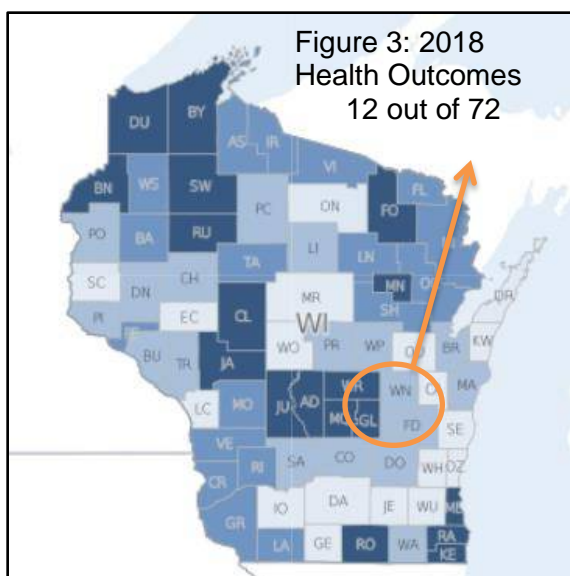 Figure 3: 2018
Health Outcomes
12 out of 72
BY
DU
AS IR
VI
BN WS SW
FL
ON
FO
PC
PO
RU
BA
LI
LN
TA
SC
CH
MN
DN
MR
SH
PI
EC
CL
WI
BU
WO PR WP
BR KW
TR
JA
DR
WR WN
MA
LC MO JU AD
GL
FD
SE
VE
SA CO DO
RI
WH OZ
CR
DA
IO JE WU
GR
LA GE RO WA RA
KE